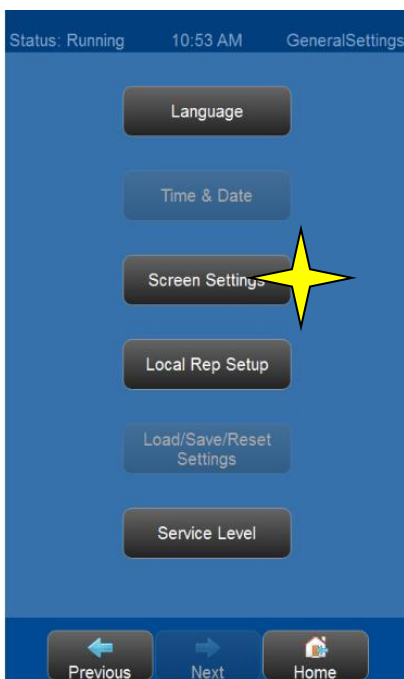 Status: Running 10:53 AM GeneralSettings
Language
Time & Date
Screen Settings
Local Rep Setup
Load/Save/Reset
Settings
Service Level
Previous Next Home